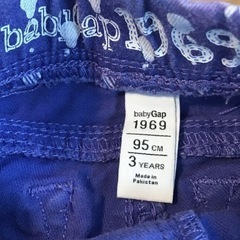 babyGap 1969
babyGap
1969
95 CM
3 YEARS
Made in
Pakistan